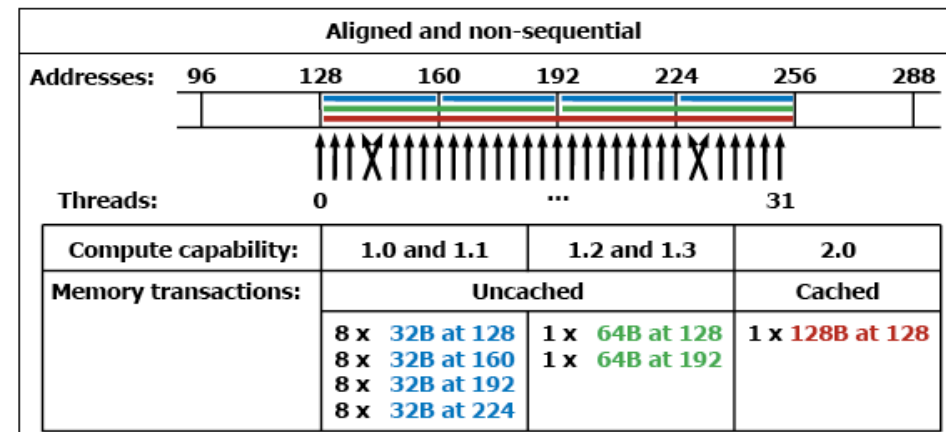 Aligned and non-sequential
Addresses: 96 128 160 192 224 256 288
Threads: 0 ... 31
Compute capability: 1.0 and 1.1 1.2 and 1.3 2.0
Memory transactions: Uncached Cached
8 x 32B at 128 1 x 64B at 128 1 x 128B at 128
8 x 32B at 160 1 x 64B at 192
8 x 32B at 192
8 x 32B at 224